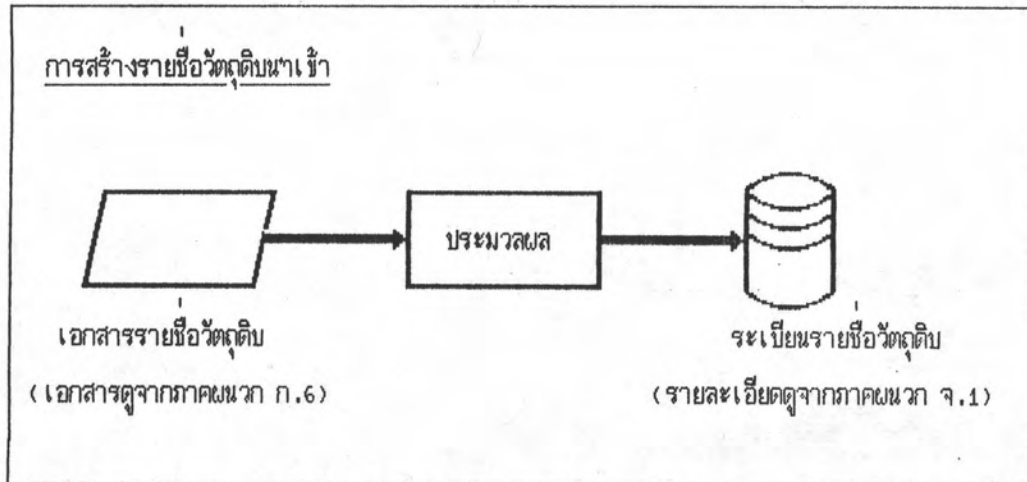 การสร้างรายชื่อวัตถุดิบนำเข้า
ประมวลผล
เอกสารรายชื่อวัตถุดิบ
(เอกสารดูจากภาคผนวก ก.6)
ระเบียนรายชื่อวัตถุดิบ
(รายละเอียดดูจากภาคผนวก จ.1)